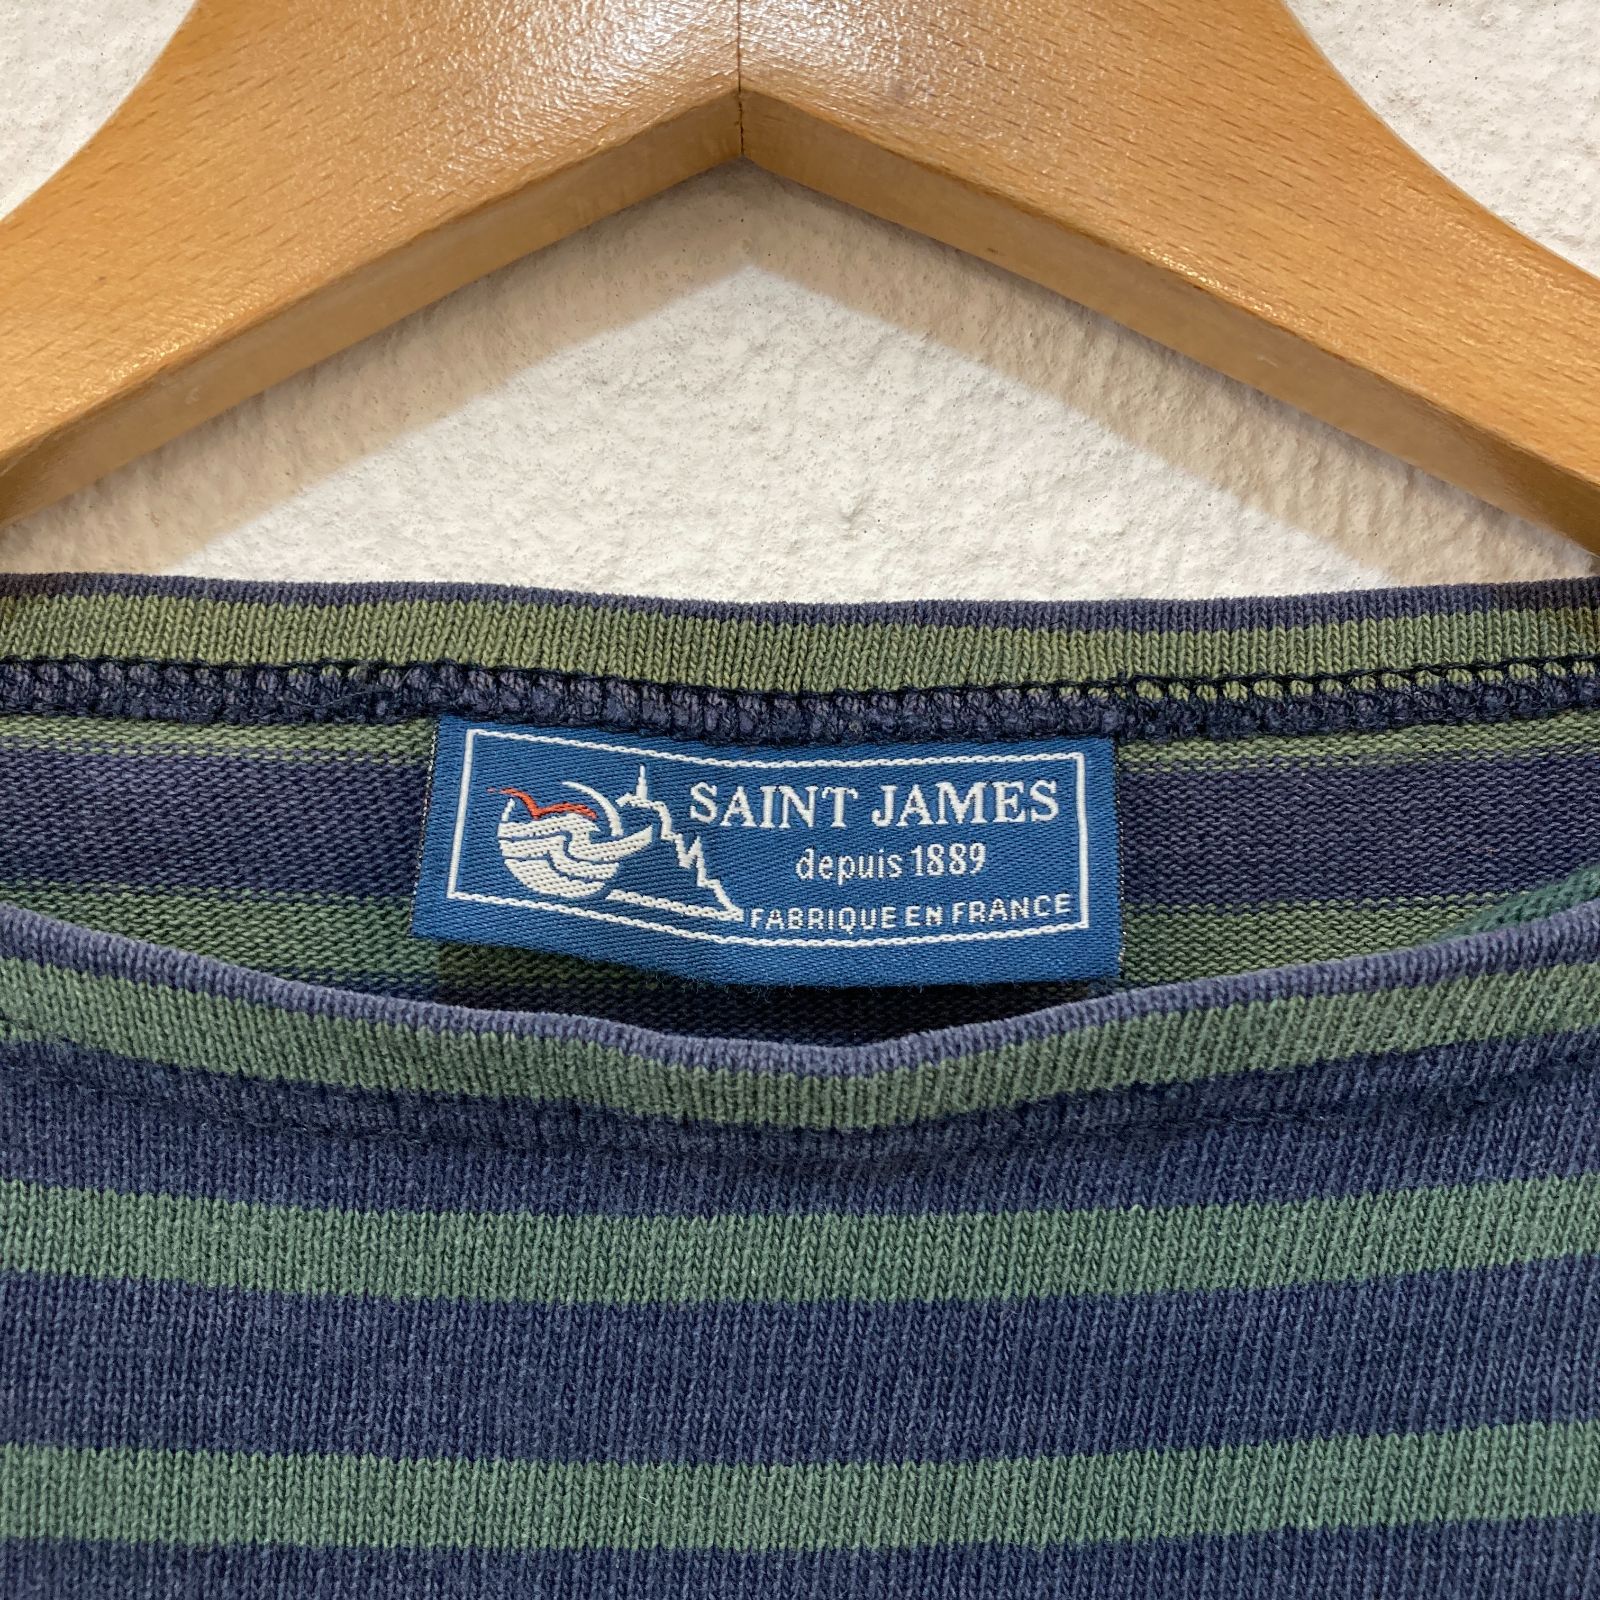 SAINT JAMES
depuis 1889
FABRIQUE EN FRANCE